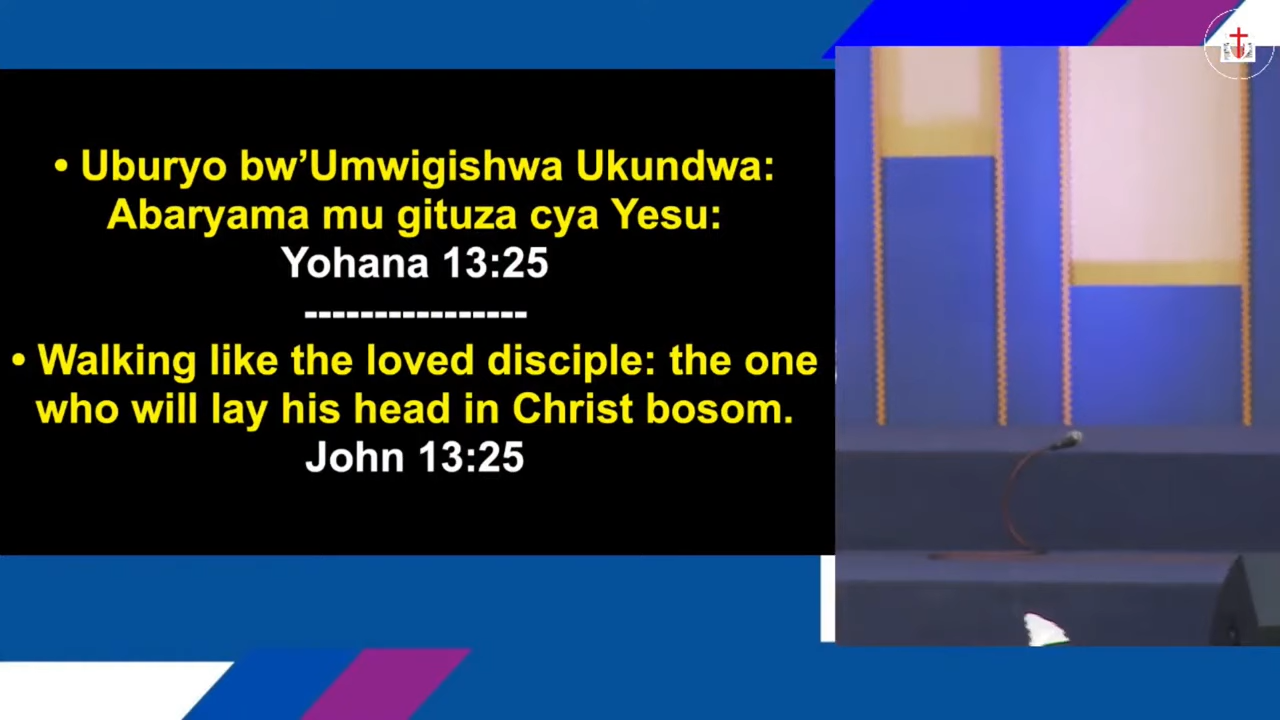 • Uburyo bw’Umwigishwa Ukundwa:
Abaryama mu gituza cya Yesu:
Yohana 13:25
----------------
• Walking like the loved disciple: the one
who will lay his head in Christ bosom.
John 13:25